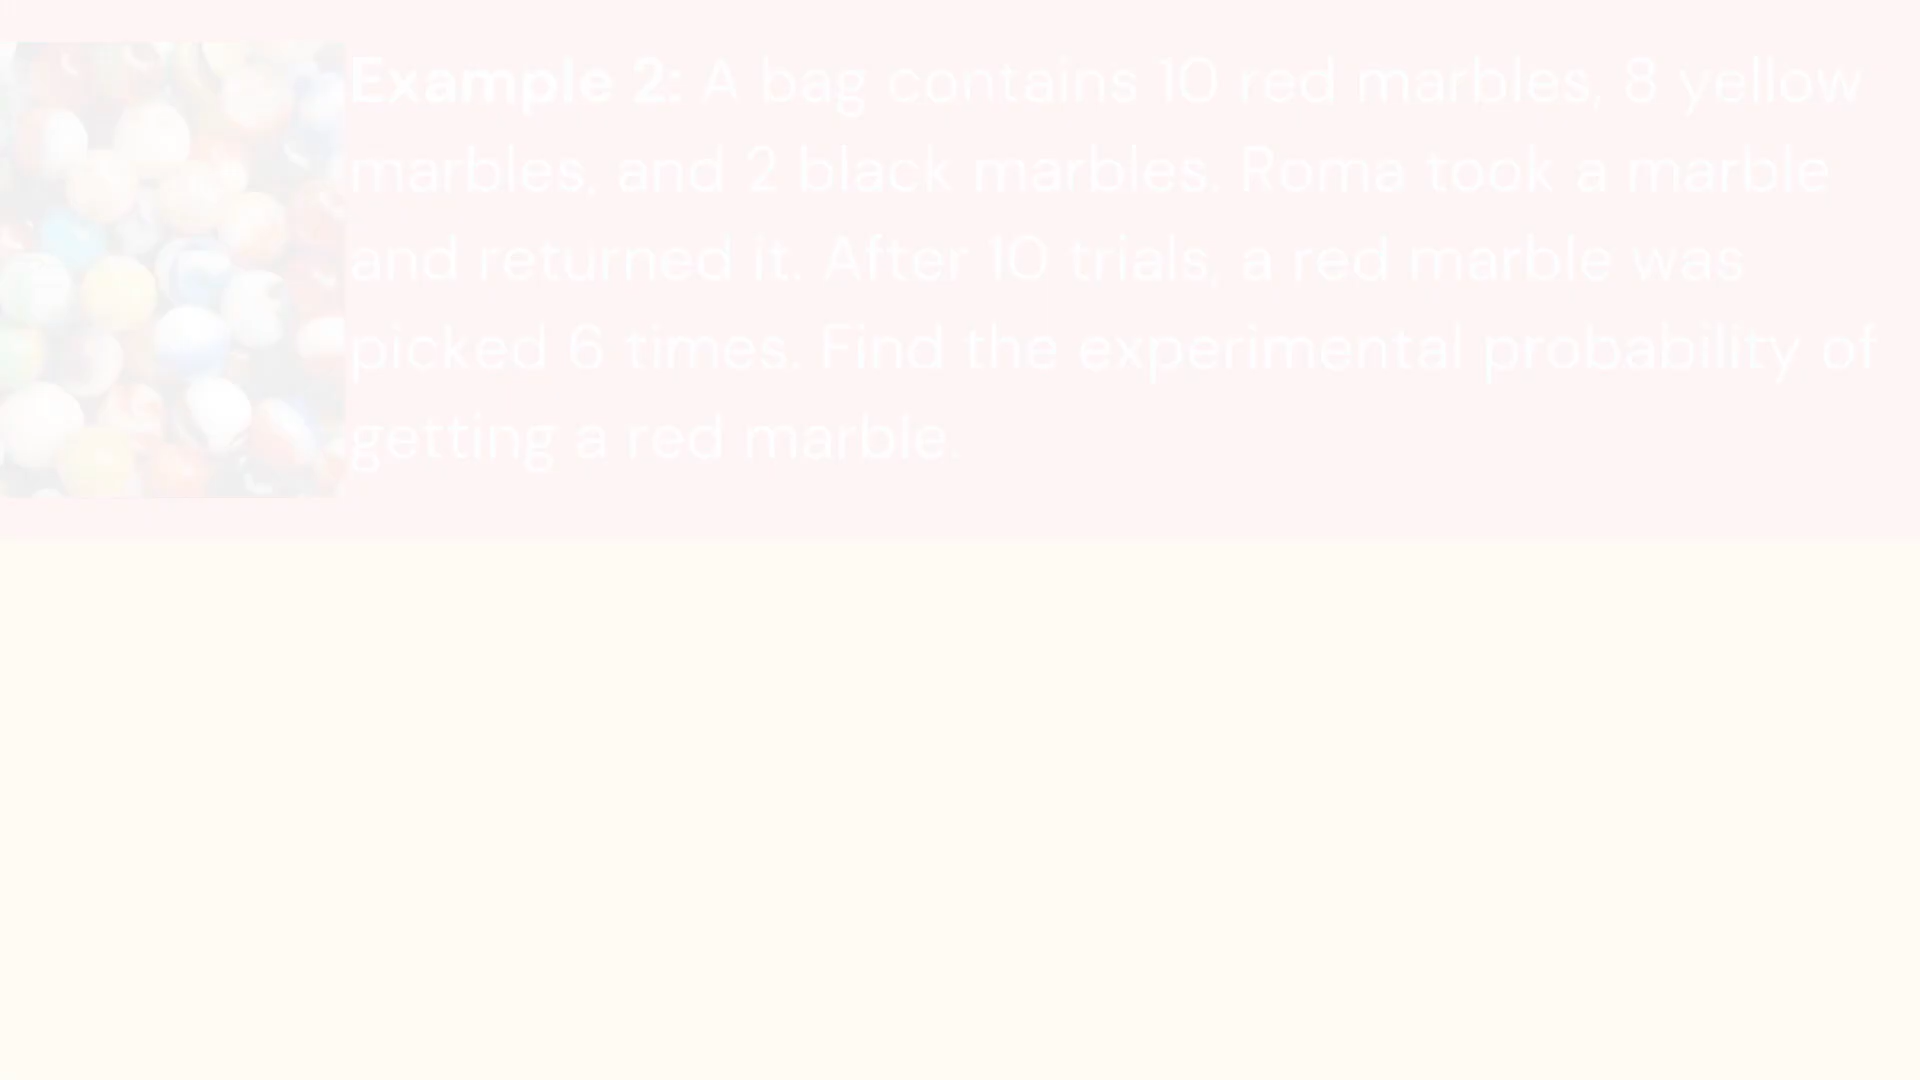 Example 2: A bag contains 10 red marbles, 8 yellow
marbles, and 2 black marbles. Roma took a marble
and returned it. After 10 trials, a red marble was
picked 6 times. Find the experimental probability of
getting a red marble.